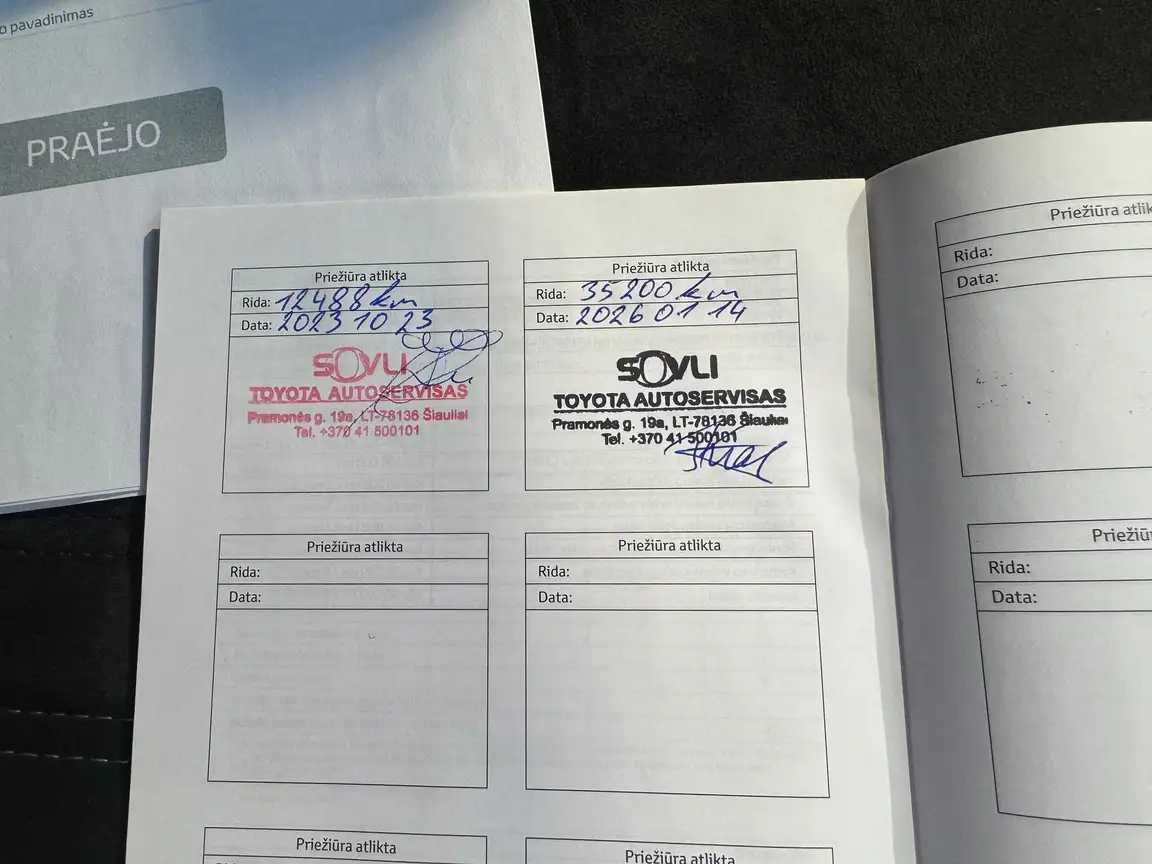 o pavadinimas
PRAĖJO
Priežiūra atlikta
Rida: 12488 km
Data: 2023 10 23
SOVLI
TOYOTA AUTOSERVISAS
Pramonės g. 19a, LT-78136 Šiauliai
Tel. +370 41 500101
Priežiūra atlikta
Rida: 35200 km
Data: 2026 01 14
SOVLI
TOYOTA AUTOSERVISAS
Pramonės g. 19a, LT-78136 Šiauliai
Tel. +370 41 500101
Priežiūra atlik
Rida:
Data:
Priežiūra atlikta
Rida:
Data:
Priežiūra atlikta
Rida:
Data:
Priežiū
Rida:
Data:
Priežiūra atlikta
Priežiūra atlikta